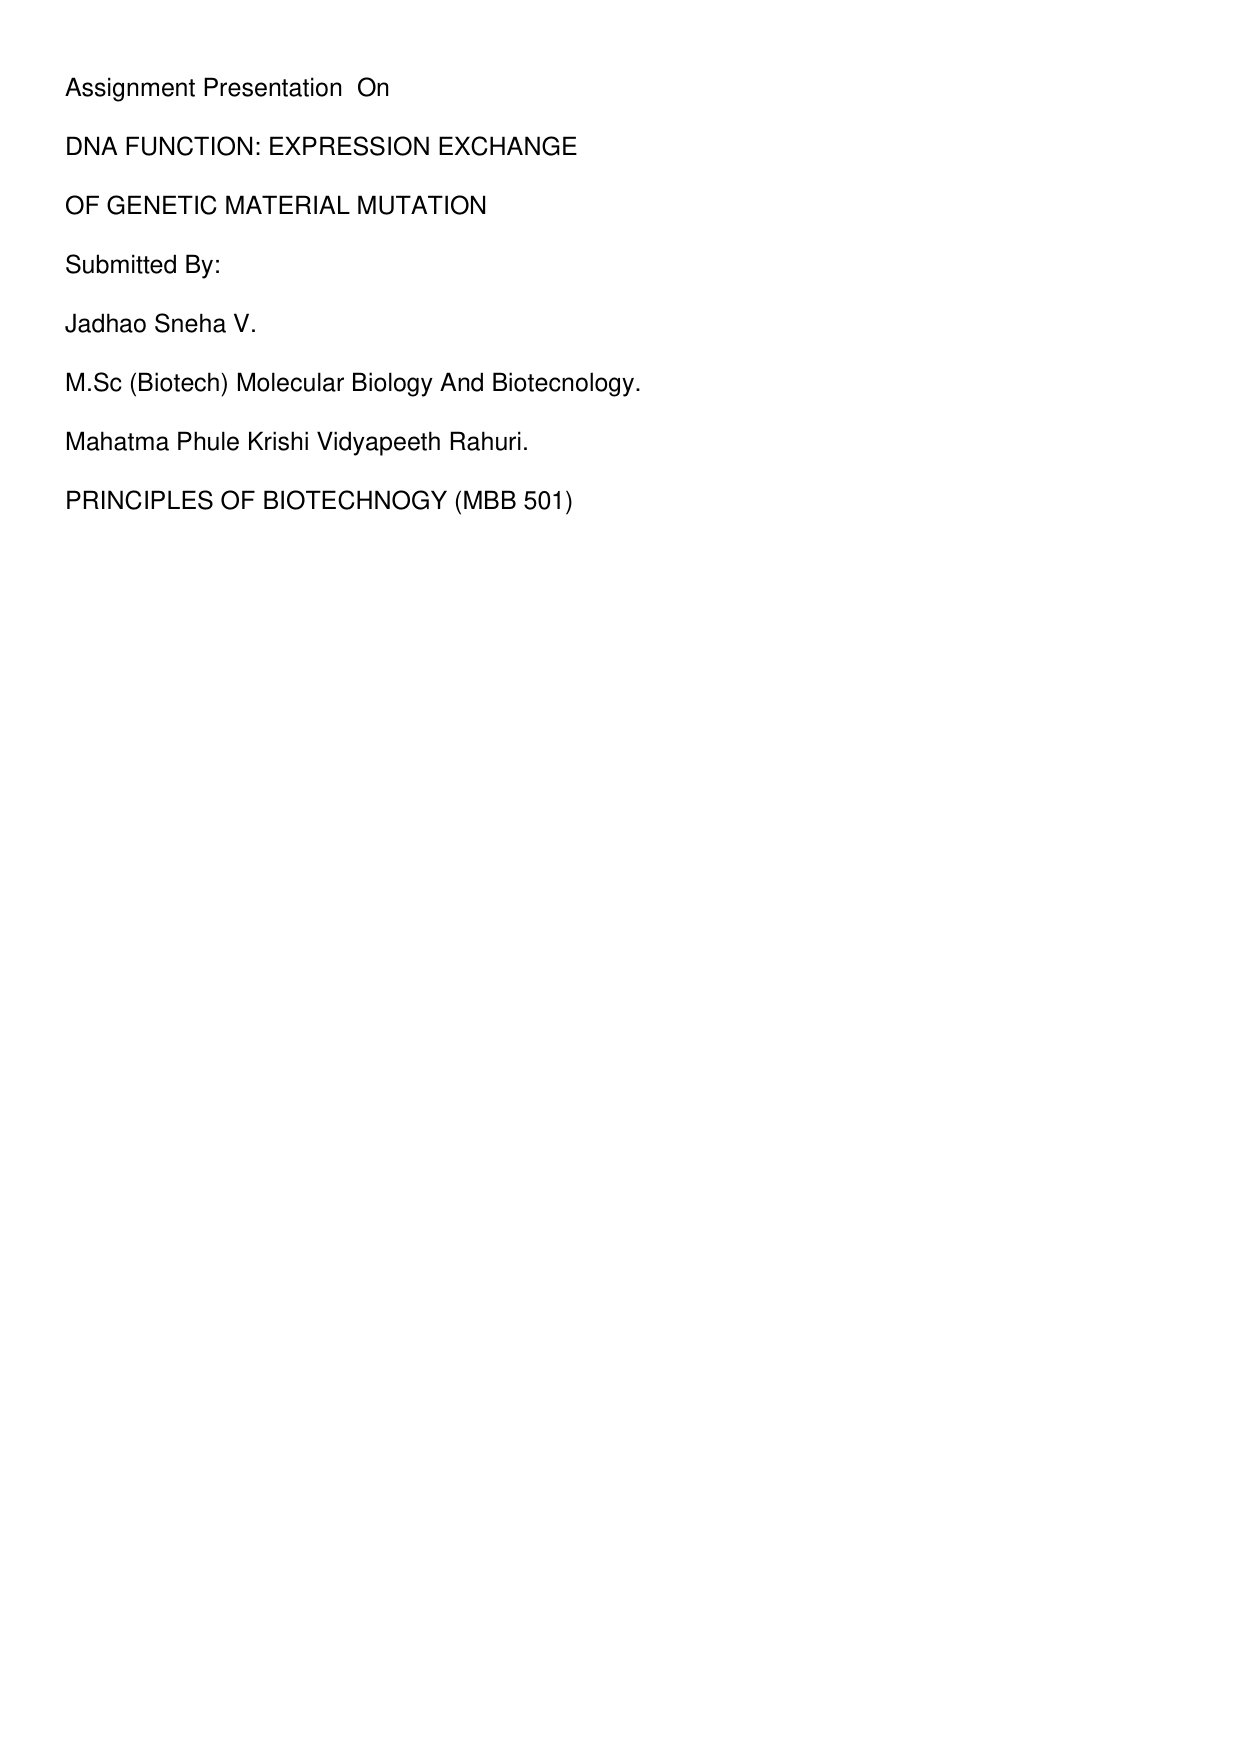 Assignment Presentation  On
DNA FUNCTION: EXPRESSION EXCHANGE
OF GENETIC MATERIAL MUTATION
Submitted By:
Jadhao Sneha V.
M.Sc (Biotech) Molecular Biology And Biotecnology.
Mahatma Phule Krishi Vidyapeeth Rahuri.
PRINCIPLES OF BIOTECHNOGY (MBB 501)